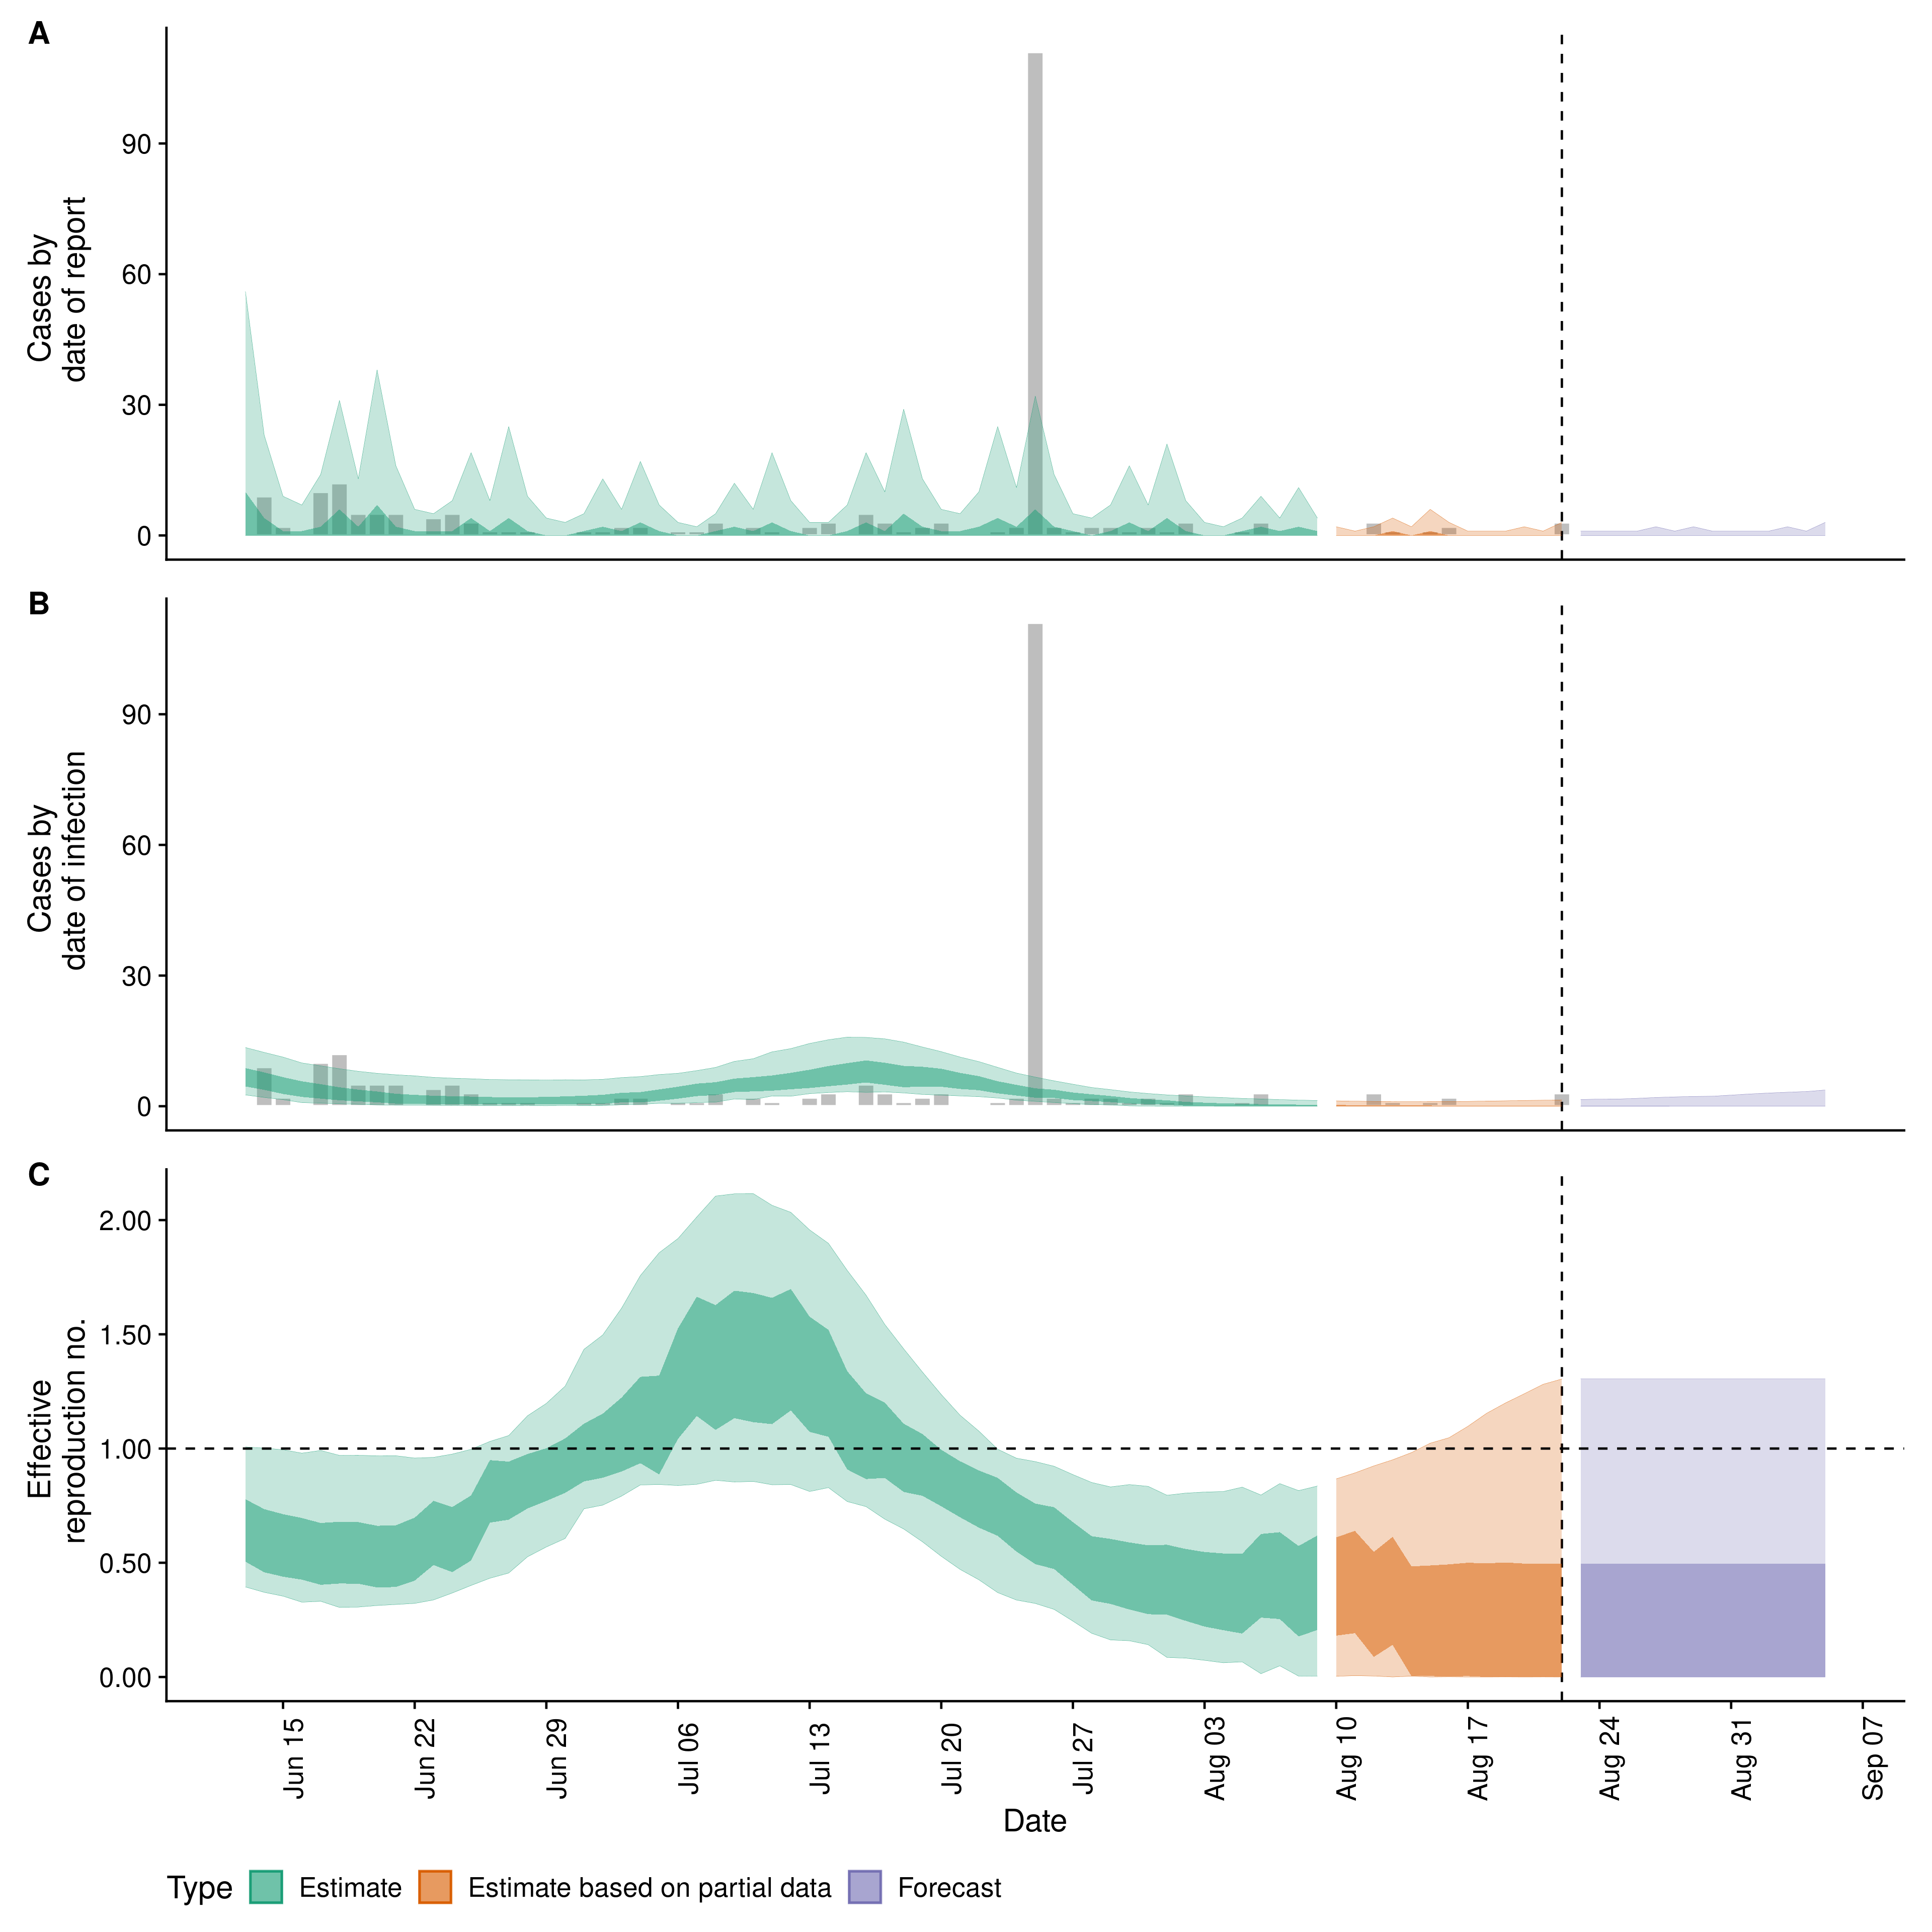 A
Cases by
date of report
90
60
30
0
B
Cases by
date of infection
90
60
30
0
C
Effective
reproduction no.
2.00
1.50
1.00
0.50
0.00
Jun 15
Jun 22
Jun 29
Jul 06
Jul 13
Jul 20
Jul 27
Aug 03
Aug 10
Aug 17
Aug 24
Aug 31
Sep 07
Date
Type Estimate Estimate based on partial data Forecast